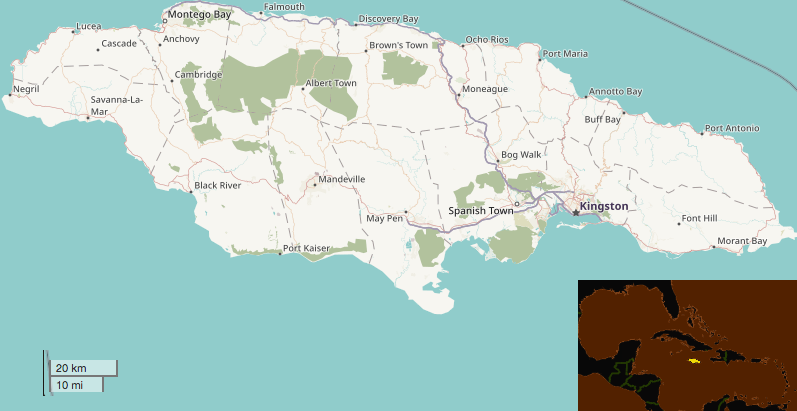 Falmouth
Montego Bay
Discovery Bay
Lucea
Anchovy
Ocho Rios
Cascade
Brown's Town
Port Maria
Cambridge
Albert Town
Negril
Moneague
Annotto Bay
Savanna-La-
Mar
Buff Bay
Port Antonio
Bog Walk
Mandeville
Black River
Spanish Town
Kingston
May Pen
Font Hill
Port Kaiser
Morant Bay
20 km
10 mi